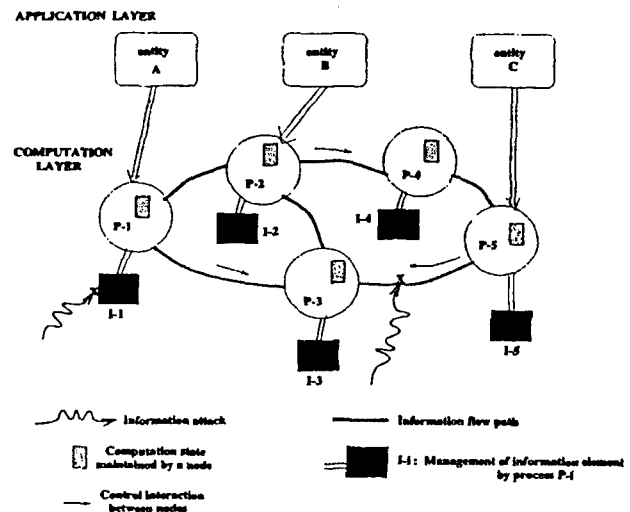 APPLICATION LAYER
entity
A
entity
B
entity
C
COMPUTATION
LAYER
P-1
P-2
P-3
P-4
P-5
I-1
I-2
I-3
I-4
I-5
Information attack
Information flow path
Computation state
maintained by a node
I-i : Management of information element
by process P-i
Control interaction
between nodes